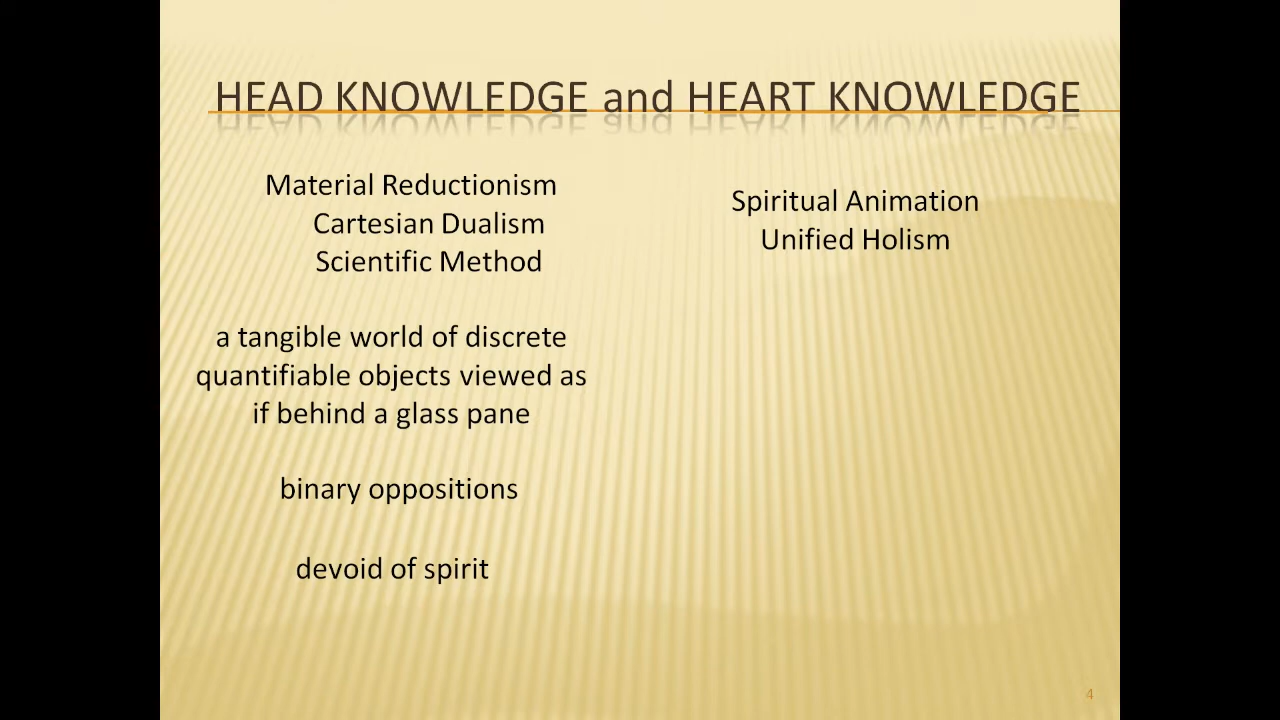 HEAD KNOWLEDGE and HEART KNOWLEDGE
Material Reductionism
Cartesian Dualism
Scientific Method
a tangible world of discrete
quantifiable objects viewed as
if behind a glass pane
binary oppositions
devoid of spirit
Spiritual Animation
Unified Holism
4